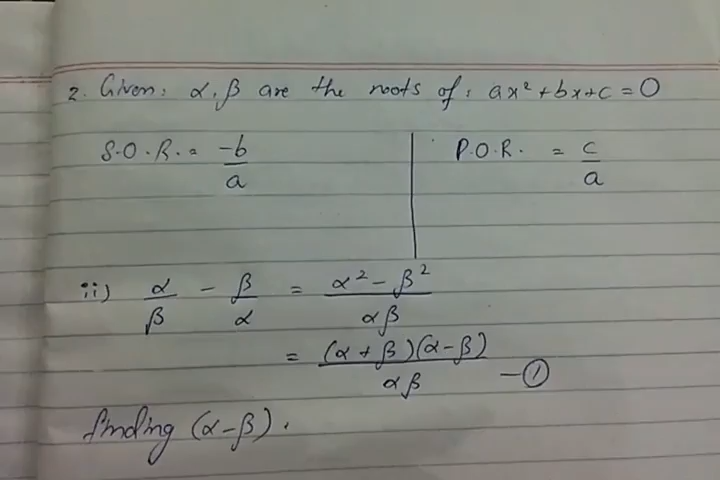 2. Given: α, β are the roots of: ax² + bx + c = 0
S.O.R. = -b/a
P.O.R. = c/a
ii) α/β - β/α = α² - β²/αβ
= (α + β)(α - β)/αβ - ①
finding (α - β).